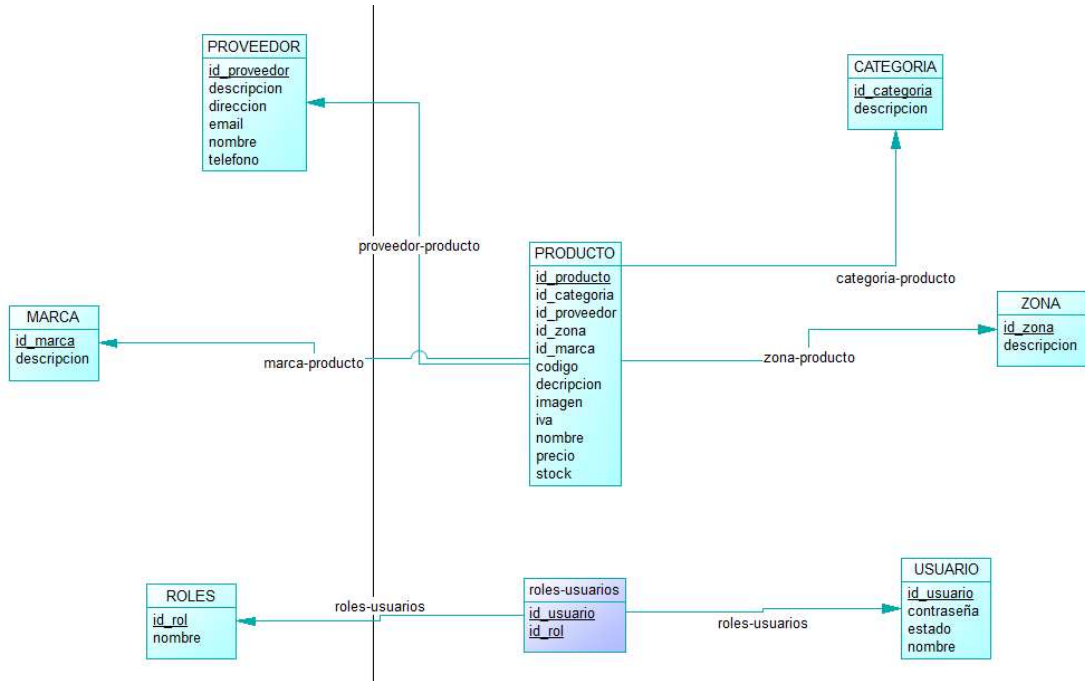 PROVEEDOR
id_proveedor
descripcion
direccion
email
nombre
telefono
CATEGORIA
id_categoria
descripcion
proveedor-producto
PRODUCTO
id_producto
id_categoria
id_proveedor
id_zona
id_marca
codigo
decripcion
imagen
iva
nombre
precio
stock
categoria-producto
MARCA
id_marca
descripcion
marca-producto
zona-producto
ZONA
id_zona
descripcion
ROLES
id_rol
nombre
roles-usuarios
roles-usuarios
id_usuario
id_rol
roles-usuarios
USUARIO
id_usuario
contraseña
estado
nombre